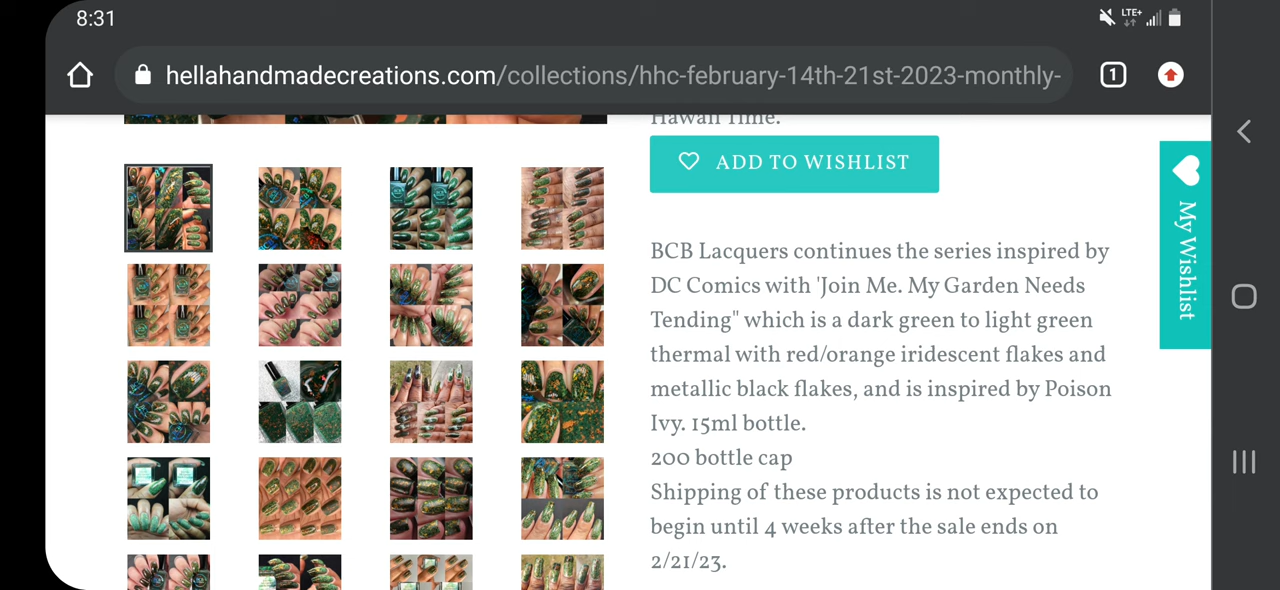 8:31
LTE+
hellahandmadecreations.com/collections/hhc-february-14th-21st-2023-monthly-
1
Hawaii Time.
ADD TO WISHLIST
My Wishlist
BCB Lacquers continues the series inspired by
DC Comics with 'Join Me. My Garden Needs
Tending" which is a dark green to light green
thermal with red/orange iridescent flakes and
metallic black flakes, and is inspired by Poison
Ivy. 15ml bottle.
200 bottle cap
Shipping of these products is not expected to
begin until 4 weeks after the sale ends on
2/21/23.